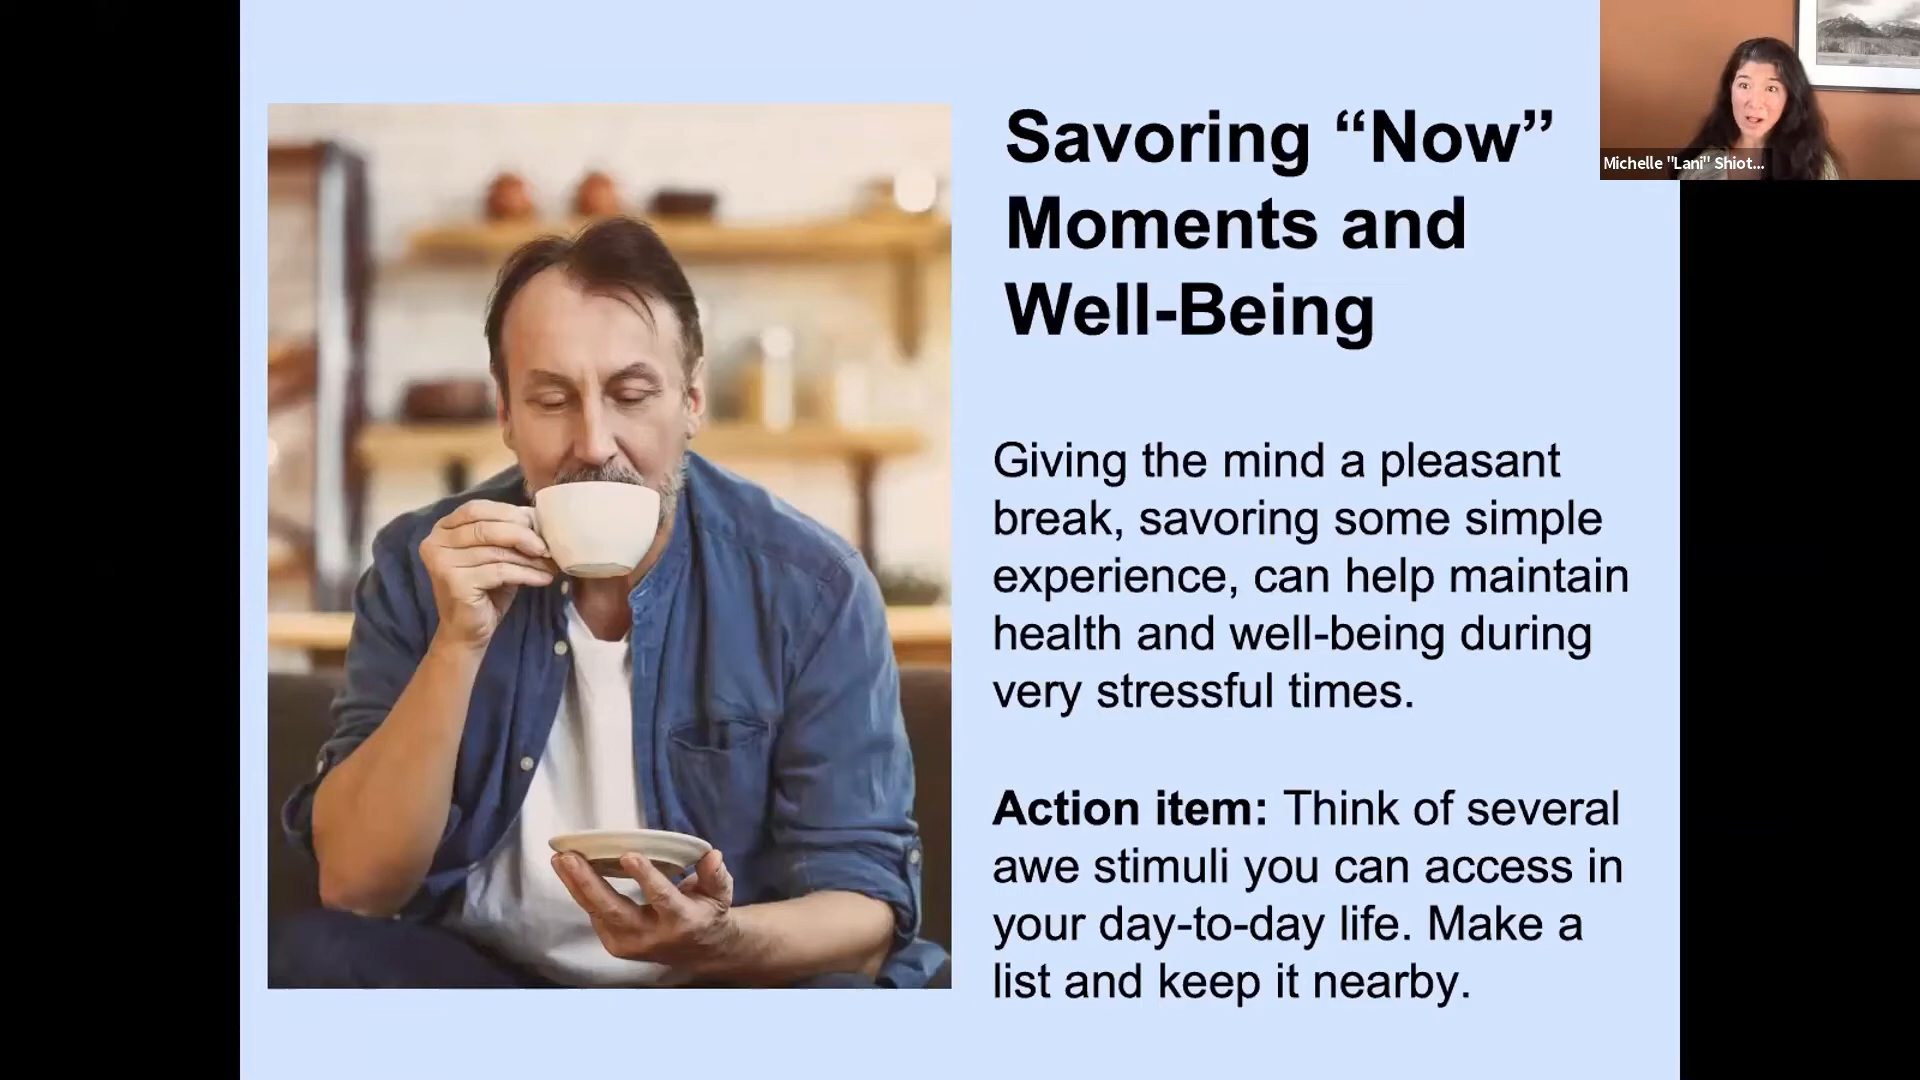 Savoring “Now”
Moments and
Well-Being
Michelle "Lani" Shiot...
Giving the mind a pleasant
break, savoring some simple
experience, can help maintain
health and well-being during
very stressful times.
Action item: Think of several
awe stimuli you can access in
your day-to-day life. Make a
list and keep it nearby.